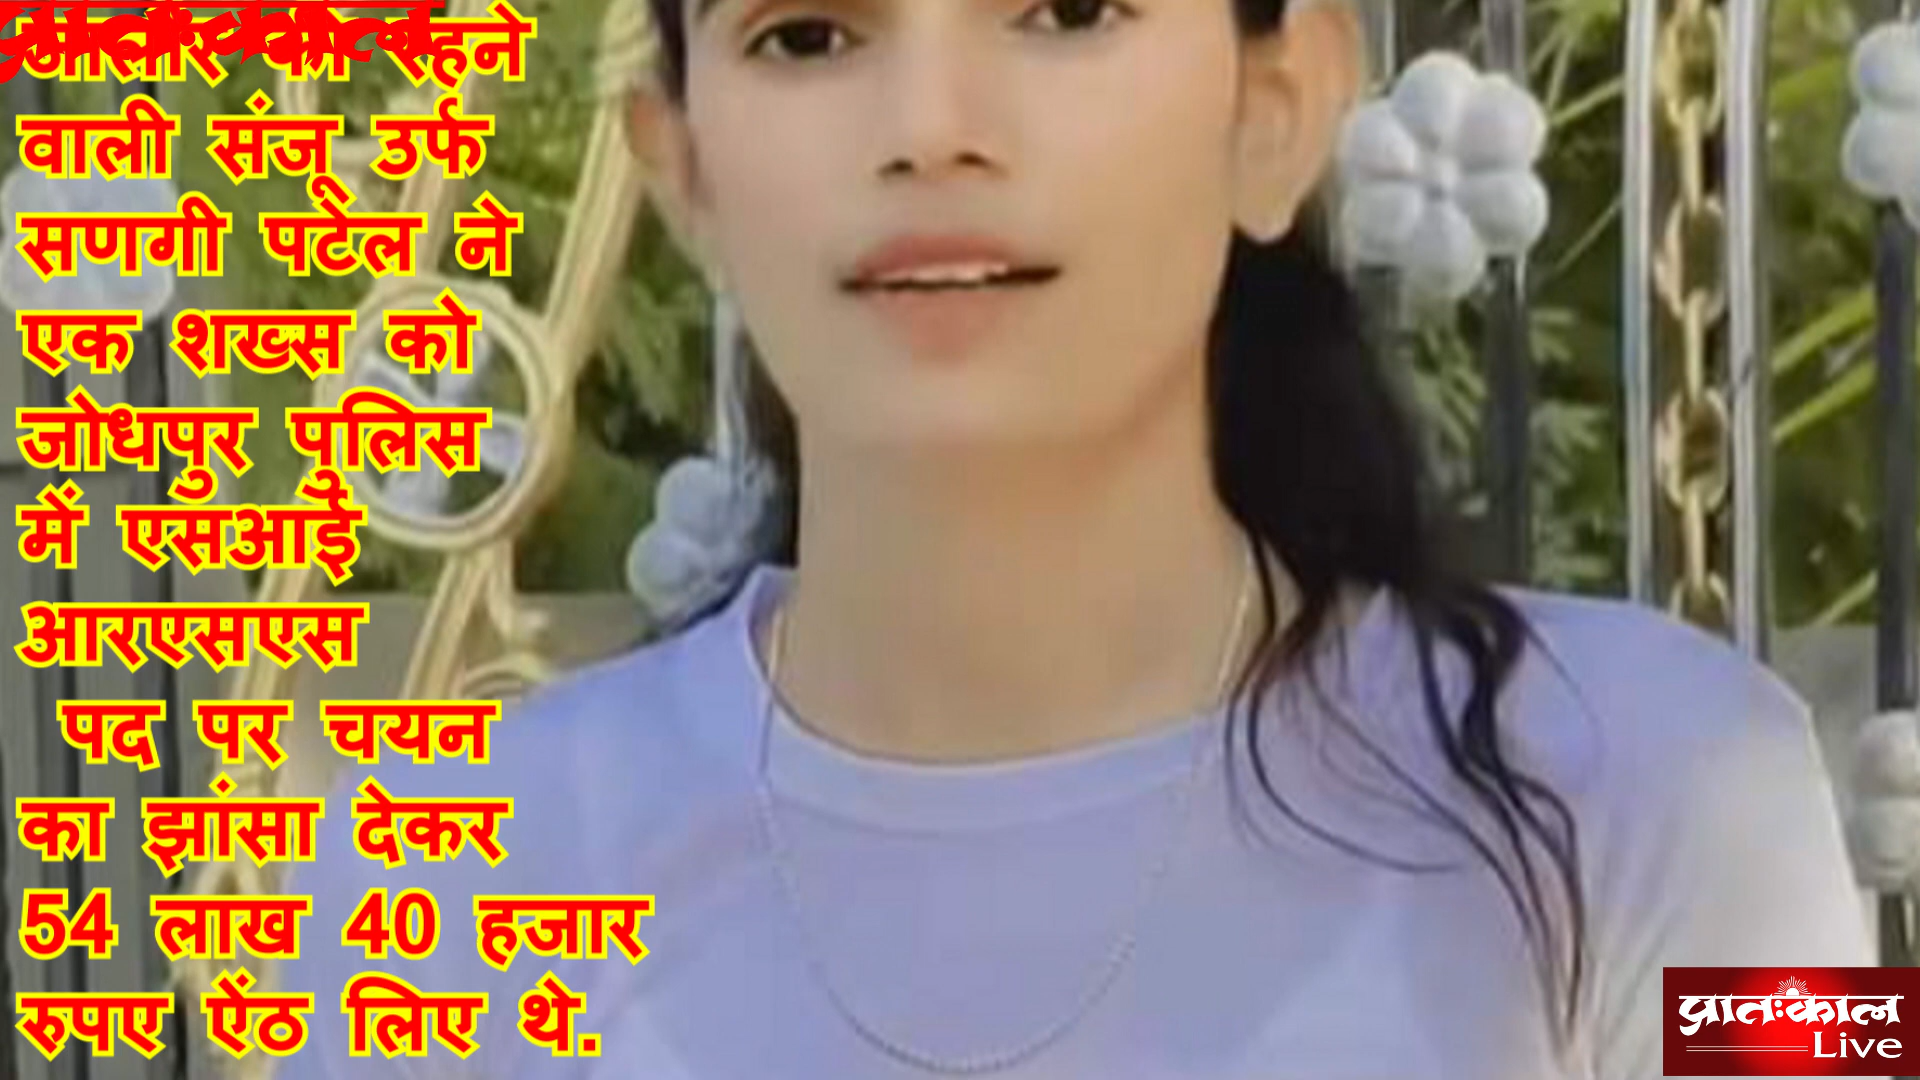 जालोर की रहने
वाली संजू उर्फ
सणगी पटेल ने
एक शख्स को
जोधपुर पुलिस
में एसआई
आरएसएस
पद पर चयन
का झांसा देकर
54 लाख 40 हजार
रुपए ऐंठ लिए थे.
प्रातःकाल
Live